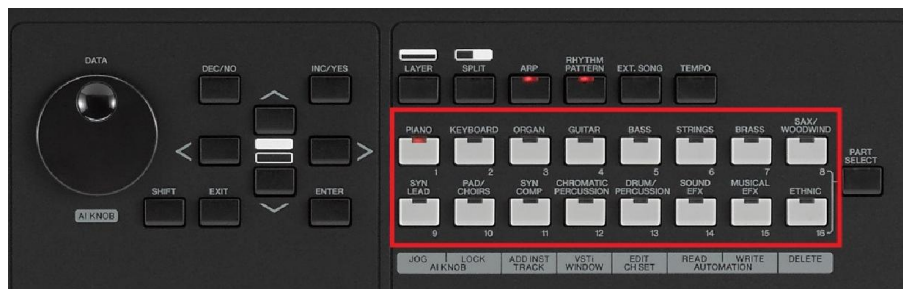 DATA
DEC/NO
INC/YES
SHIFT
EXIT
ENTER
AI KNOB
LAYER
SPLIT
ARP
RHYTHM
PATTERN
EXT. SONG
TEMPO
PIANO
KEYBOARD
ORGAN
GUITAR
BASS
STRINGS
BRASS
SAX/
WOODWIND
1
2
3
4
5
6
7
8
PART
SELECT
SYN
LEAD
PAD/
CHOIRS
SYN
COMP
CHROMATIC
PERCUSSION
DRUM/
PERCUSSION
SOUND
EFX
MUSICAL
EFX
ETHNIC
9
10
11
12
13
14
15
16
JOG
LOCK
AI KNOB
ADD INST
TRACK
VSTi
WINDOW
EDIT
CH SET
READ
WRITE
AUTOMATION
DELETE